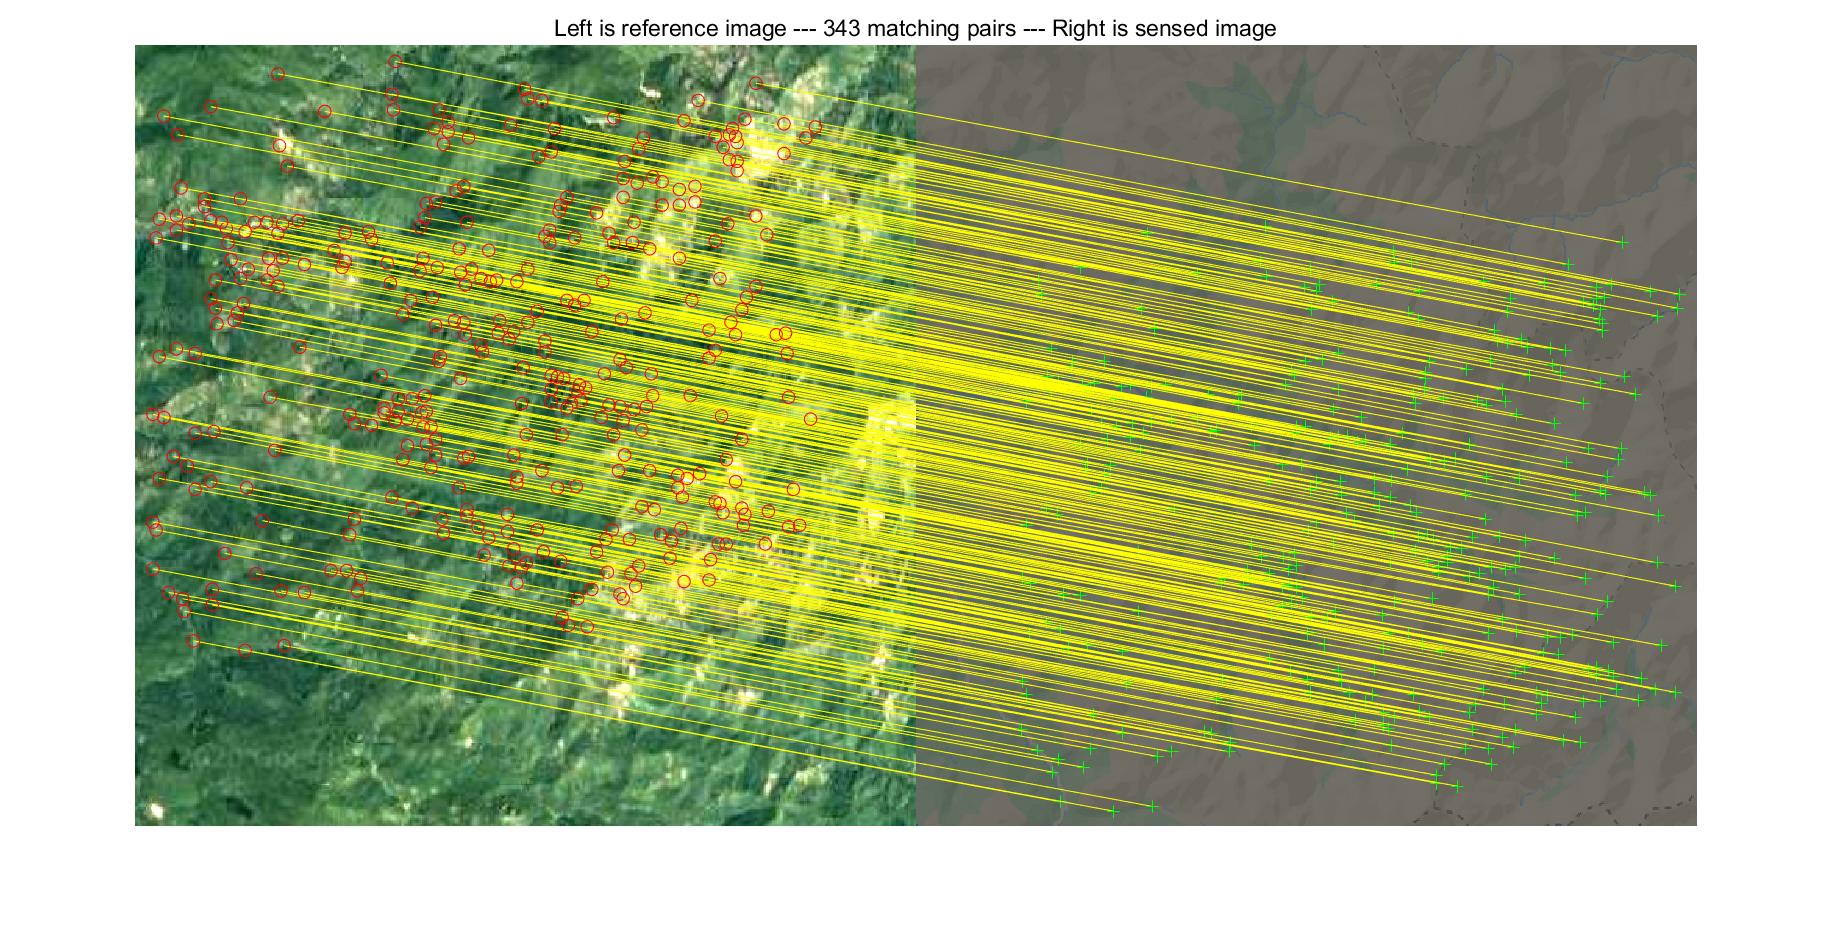 Left is reference image --- 343 matching pairs --- Right is sensed image